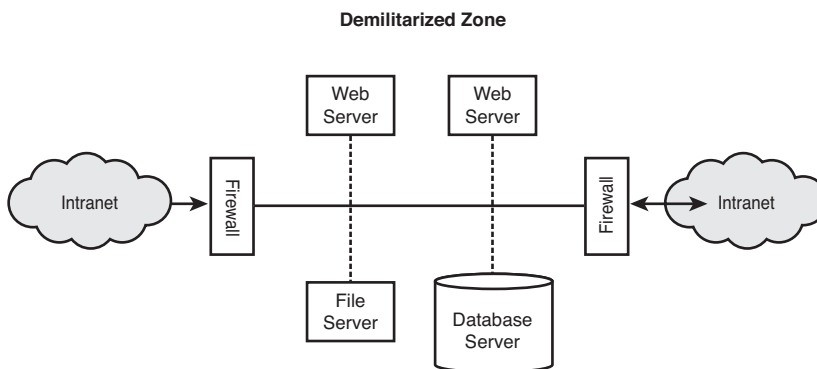 Demilitarized Zone
Web
Server
Web
Server
Intranet
Firewall
Firewall
Intranet
File
Server
Database
Server